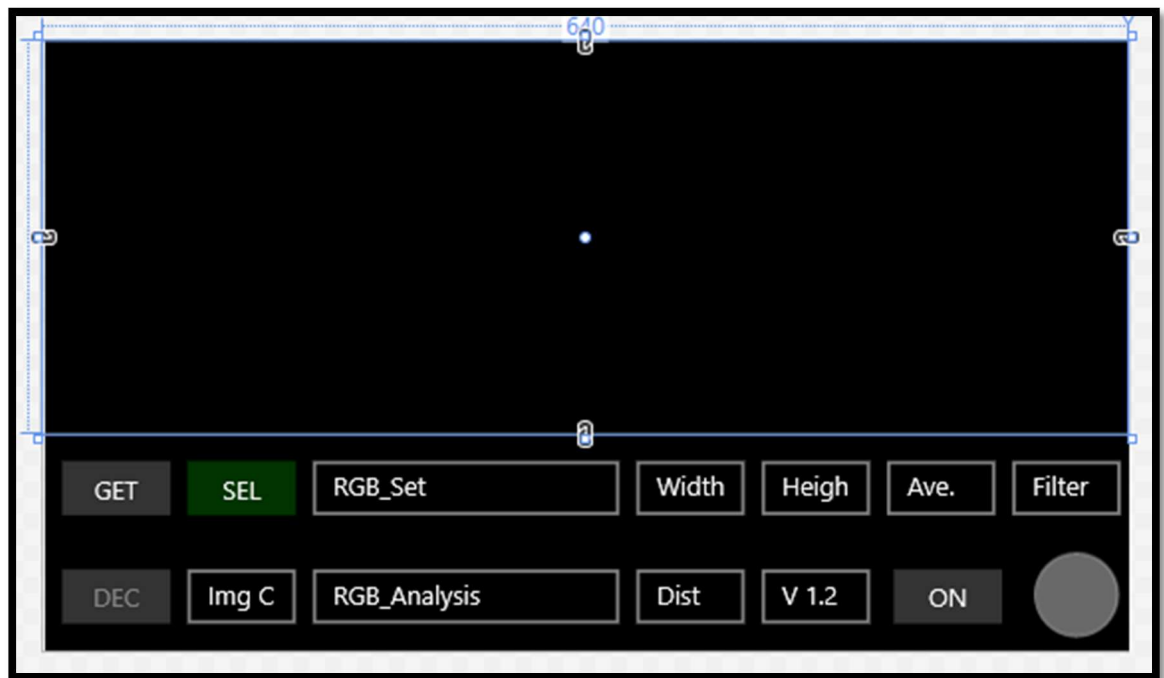 640
GET SEL RGB_Set Width Heigh Ave. Filter
DEC Img C RGB_Analysis Dist V 1.2 ON